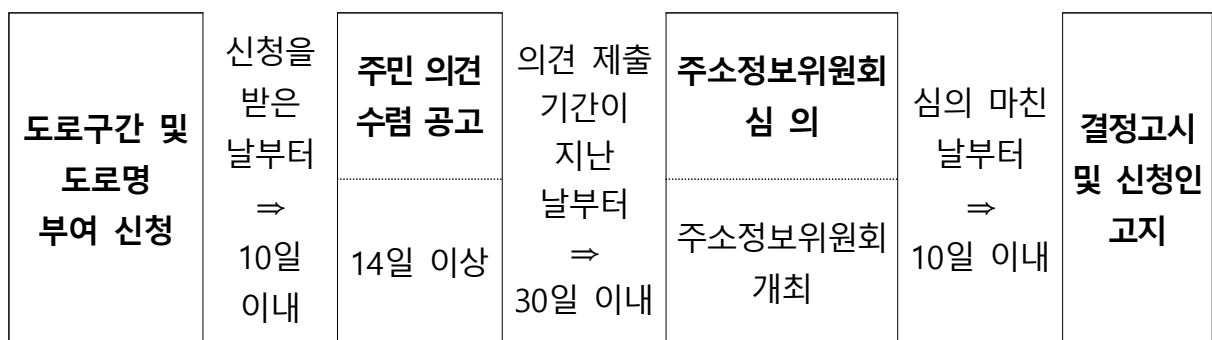 도로구간 및
도로명
부여 신청
신청을
받은
날부터
⇒
10일
이내
주민 의견
수렴 공고
14일 이상
의견 제출
기간이
지난
날부터
⇒
30일 이내
주소정보위원회
심 의
주소정보위원회
개최
심의 마친
날부터
⇒
10일 이내
결정고시
및 신청인
고지